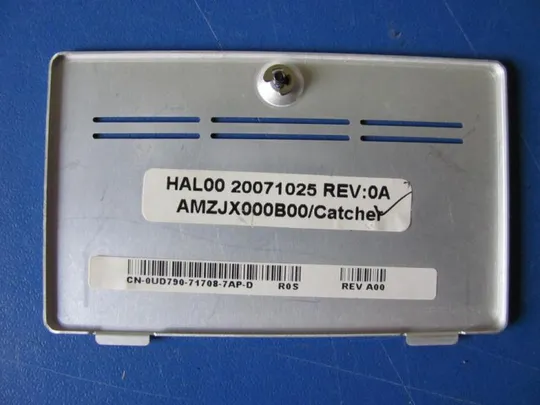 HAL00 20071025 REV:0A
AMZJX000B00/Catcher
CN-0UD790-71708-7AP-D R0S REV A00